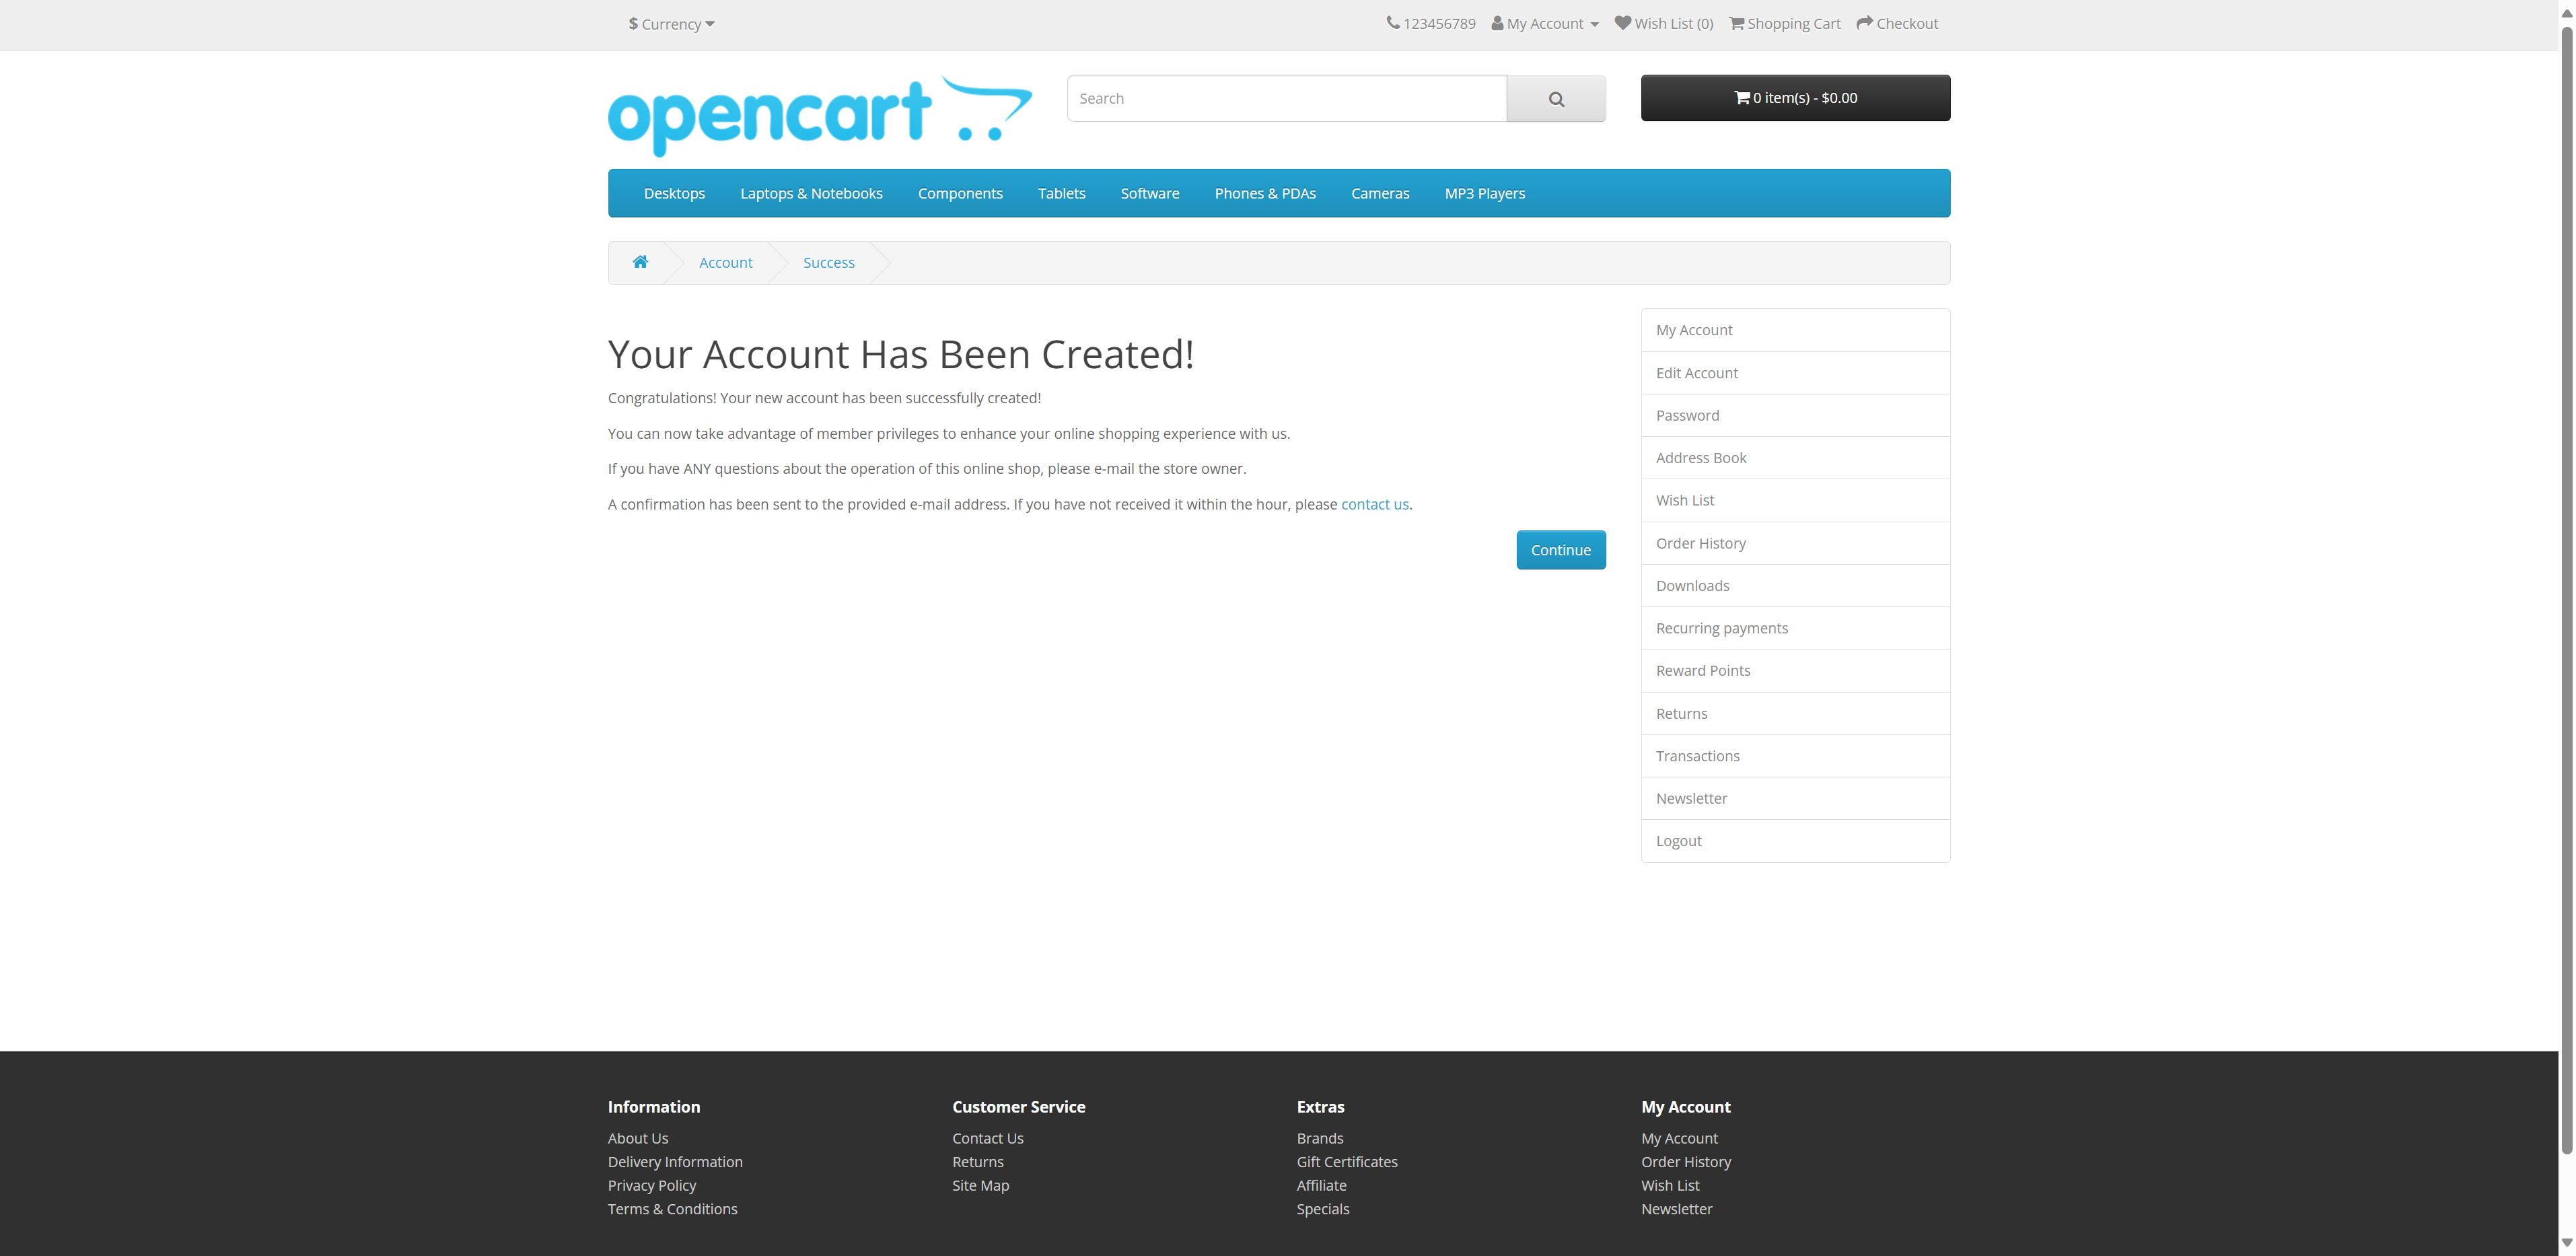 $ Currency
123456789 My Account Wish List (0) Shopping Cart Checkout
opencart
Search
0 item(s) - $0.00
Desktops Laptops & Notebooks Components Tablets Software Phones & PDAs Cameras MP3 Players
Account Success
Your Account Has Been Created!
Congratulations! Your new account has been successfully created!
You can now take advantage of member privileges to enhance your online shopping experience with us.
If you have ANY questions about the operation of this online shop, please e-mail the store owner.
A confirmation has been sent to the provided e-mail address. If you have not received it within the hour, please contact us.
Continue
My Account
Edit Account
Password
Address Book
Wish List
Order History
Downloads
Recurring payments
Reward Points
Returns
Transactions
Newsletter
Logout
Information
About Us
Delivery Information
Privacy Policy
Terms & Conditions
Customer Service
Contact Us
Returns
Site Map
Extras
Brands
Gift Certificates
Affiliate
Specials
My Account
My Account
Order History
Wish List
Newsletter